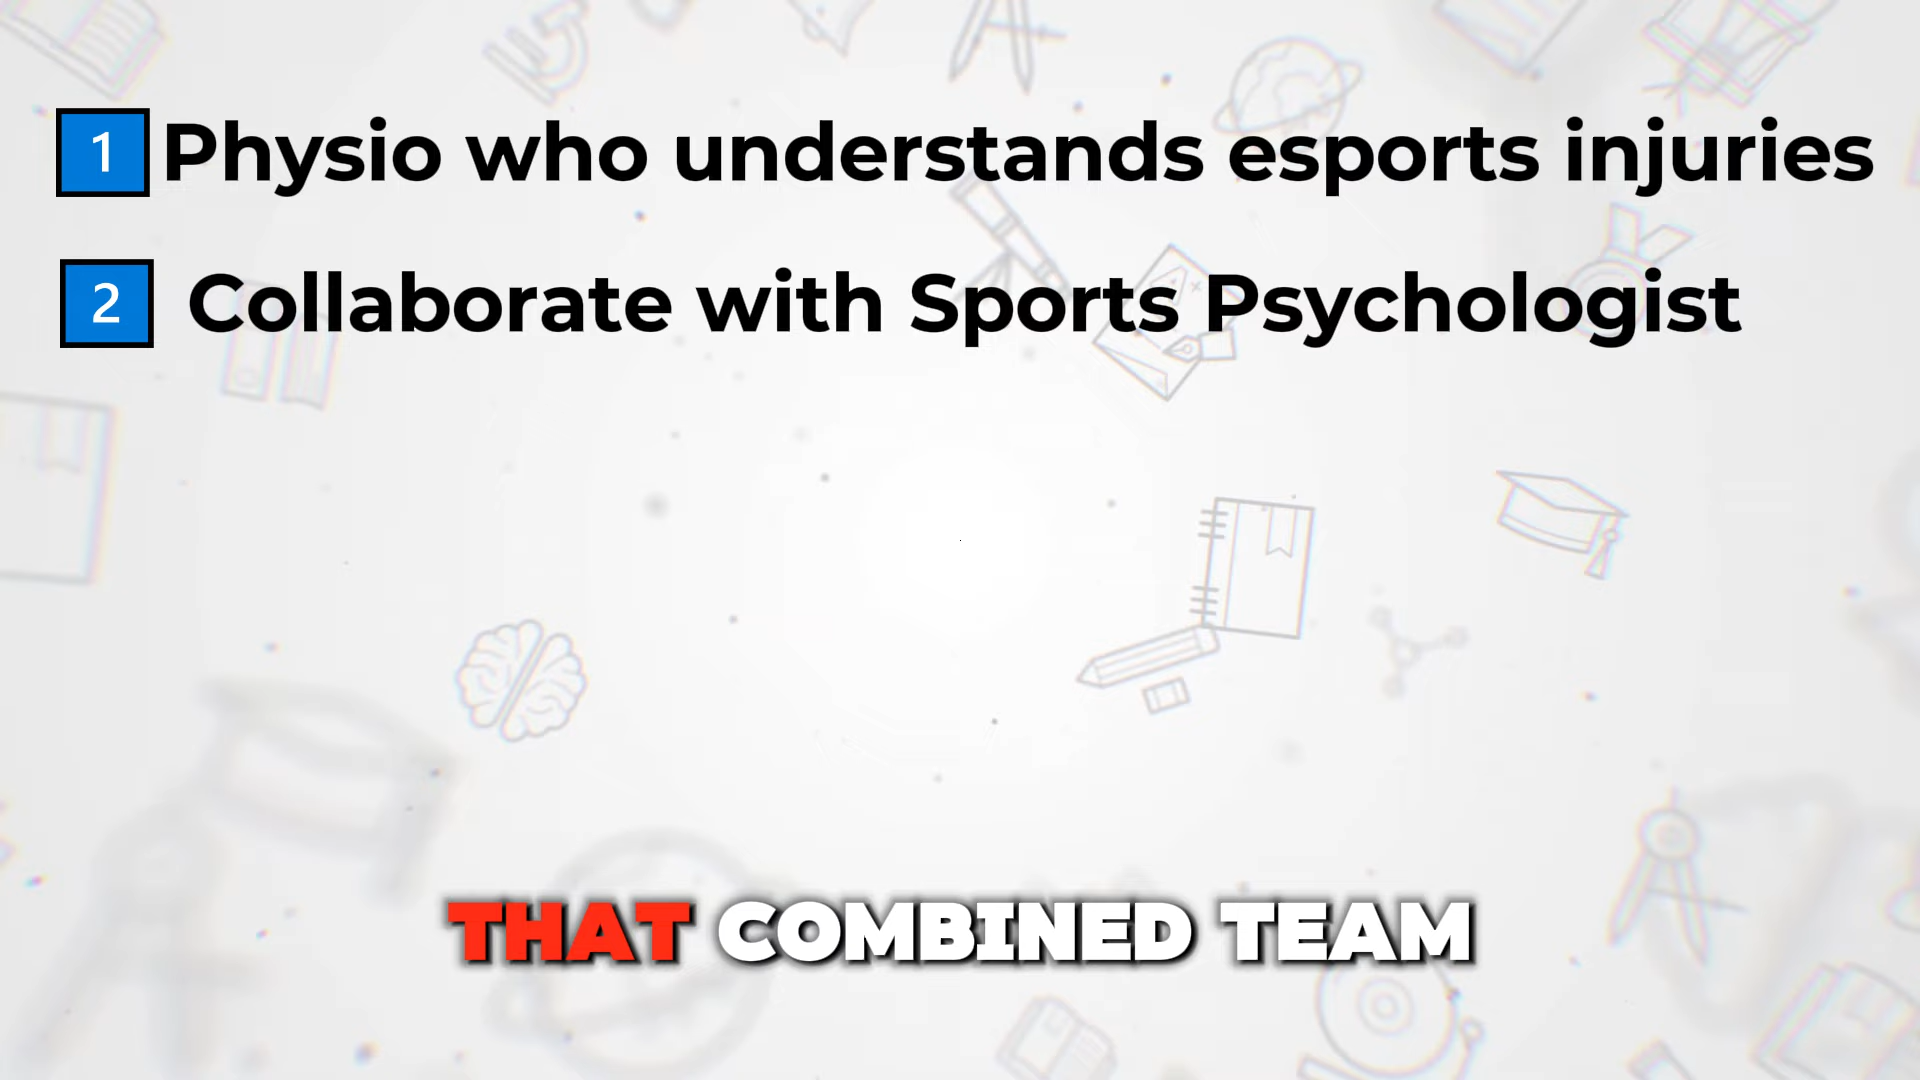 1 Physio who understands esports injuries
2 Collaborate with Sports Psychologist
THAT COMBINED TEAM